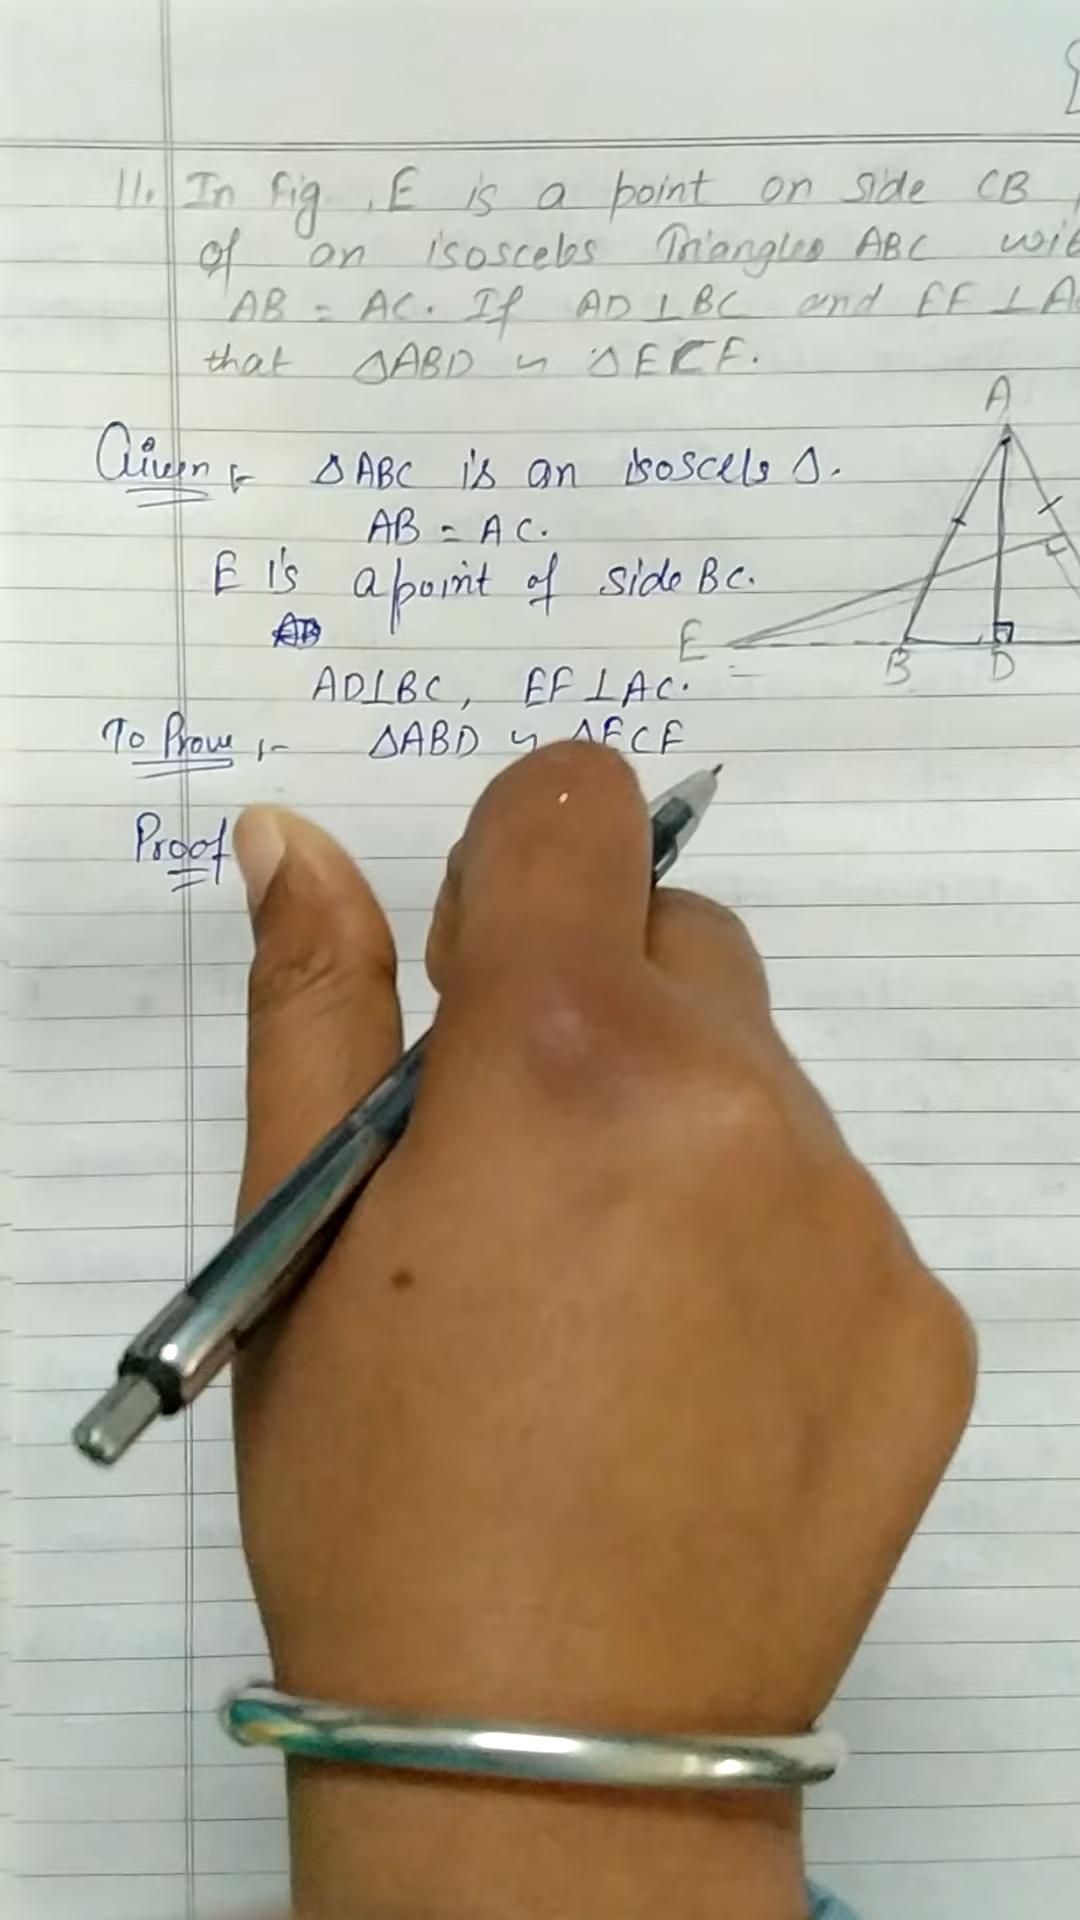 11. In fig, E is a point on side CB
of an isosceles Triangles ABC
AB = AC. If AD⊥BC and EF⊥A
that ΔABD ∽ ΔECF.
Given :- ΔABC is an isoscels Δ.
AB = AC.
E is a point of side BC.
AD⊥BC, EF⊥AC.
To Prove :- ΔABD ∽ ΔECF
Proof
A
E
B D